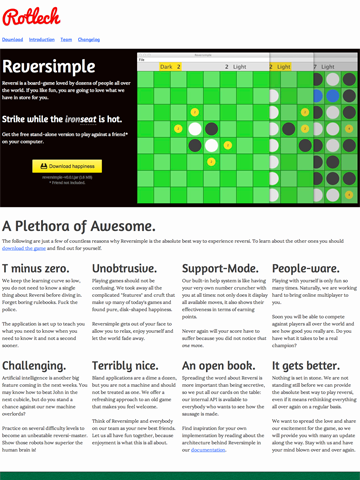 Rotlech
Download Introduction Team Changelog
Reversimple
Reversi is a board-game loved by dozens of people all over the
world. If you like fun, you are going to love what we
have in store for you.
Strike while the ironseat is hot.
Get the free stand-alone version to play against a friend*
on your computer.
Download happiness
* Friend not included.
File
Dark 2
2 Light
2 Light
7 Light
A Plethora of Awesome.
The following are just a few of countless reasons why Reversimple is the absolute best way to experience reversi. To learn about the other ones you should
download the game and find out for yourself.
T minus zero.
We keep the learning curve so low,
you do not need to know a single
thing about Reversi before diving in.
Forget boring rulebooks. Fuck the
police.
The application is set up to teach you
what you need to know when you
need to know it and not a second
sooner.
Unobtrusive.
Playing games should not be
confusing. We took away all the
complicated "features" and cruft that
make up many of today's games and
found pure, disk-shaped happiness.
Reversimple gets out of your face to
allow you to relax, enjoy yourself and
let the world fade away.
Support-Mode.
Our built-in help system is like having
your very own number cruncher with
you at all times: not only does it display
all available moves, it also shows their
effectiveness in terms of earning
points.
Never again will your score have to
suffer because you did not notice that
one move.
People-ware.
Playing with yourself is only fun so
many times. Naturally, we are working
hard to bring online multiplayer to
you.
Soon you will be able to compete
against players all over the world and
see how good you really are. Do you
have what it takes to be a real
champion?
Challenging.
Artificial intelligence is another big
feature coming in the next weeks. You
may know how to beat John in the
next cubicle, but do you stand a
chance against our new machine
overlords?
Practice on several difficulty levels to
become an unbeatable reversi-master.
Show those robots how superior the
human brain is!
Terribly nice.
Bland applications are a dime a dozen,
but you are not a machine and should
not be treated as one. We offer a
refreshing approach to an old game
that makes you feel welcome.
Think of Reversimple and everybody
on our team as your new best friends.
Let us all have fun together, because
enjoyment is what this is all about.
An open book.
Spreading the word about Reversi is
more important than being secretive,
so we put all our cards on the table:
our internal API is available to
everybody who wants to see how the
sausage is made.
Find inspiration for your own
implementation by reading about the
architecture behind Reversimple in
our documentation.
It gets better.
Nothing is set in stone. We are not
standing still before we can provide
the absolute best way to play reversi,
even if it means rethinking everything
all over again on a regular basis.
We want to spread the love and share
our excitement for the game, so we
will provide you with many an update
along the way. Stay with us and have
your mind blown over and over again.